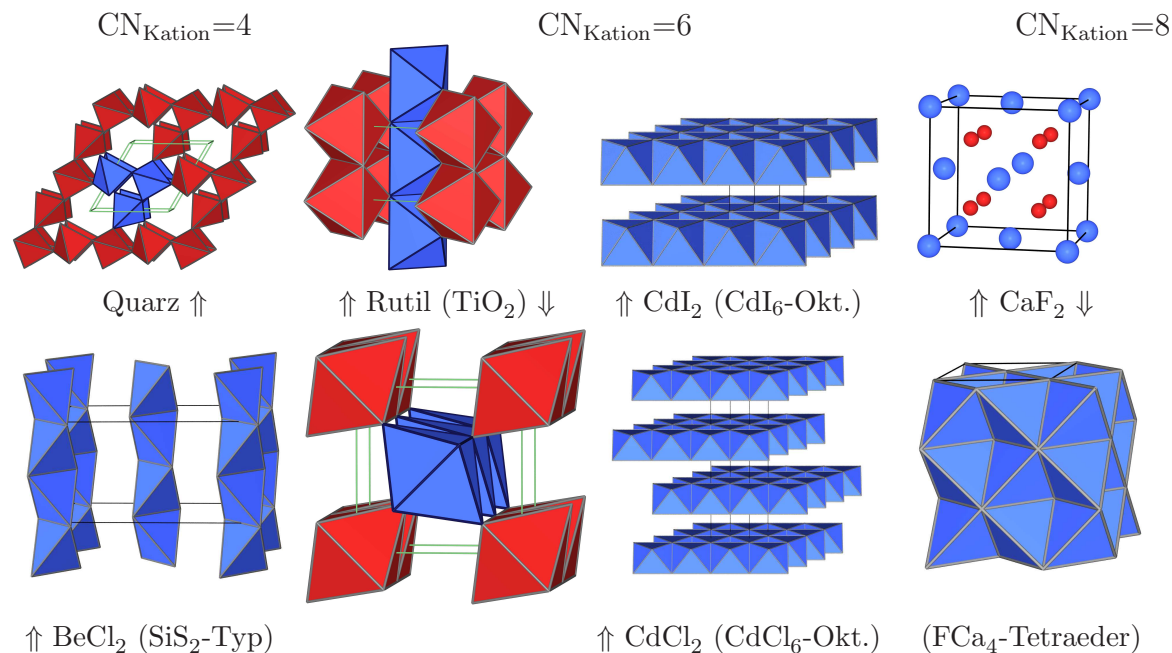 CN_Kation=4 CN_Kation=6 CN_Kation=8
Quarz ⇑ ⇑ Rutil (TiO₂) ⇓ ⇑ CdI₂ (CdI₆-Okt.) ⇑ CaF₂ ⇓
⇑ BeCl₂ (SiS₂-Typ) ⇑ CdCl₂ (CdCl₆-Okt.) (FCa₄-Tetraeder)